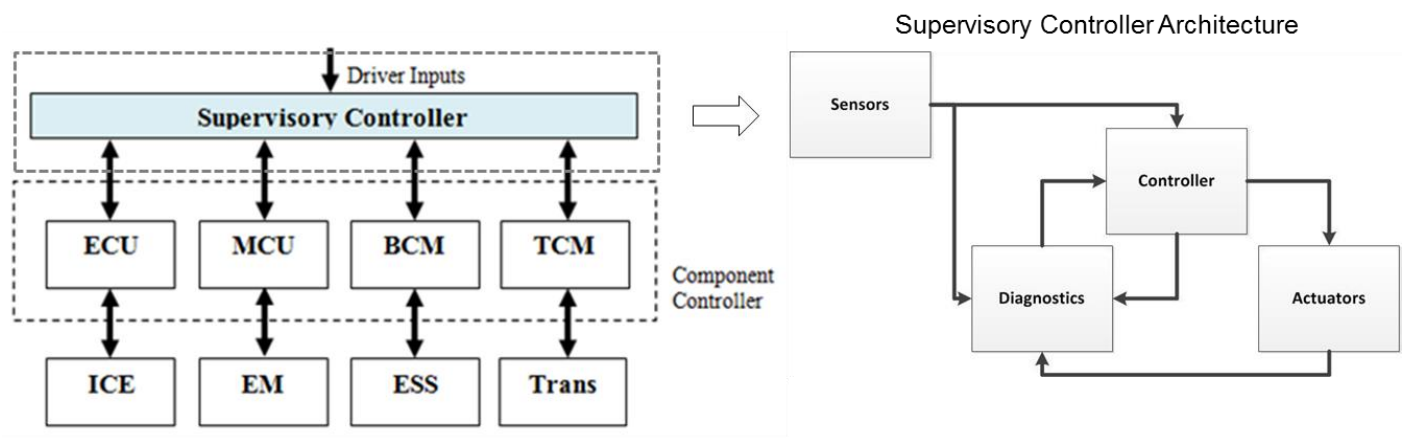 Supervisory Controller Architecture
Driver Inputs
Supervisory Controller
ECU
MCU
BCM
TCM
Component
Controller
ICE
EM
ESS
Trans
Sensors
Controller
Diagnostics
Actuators